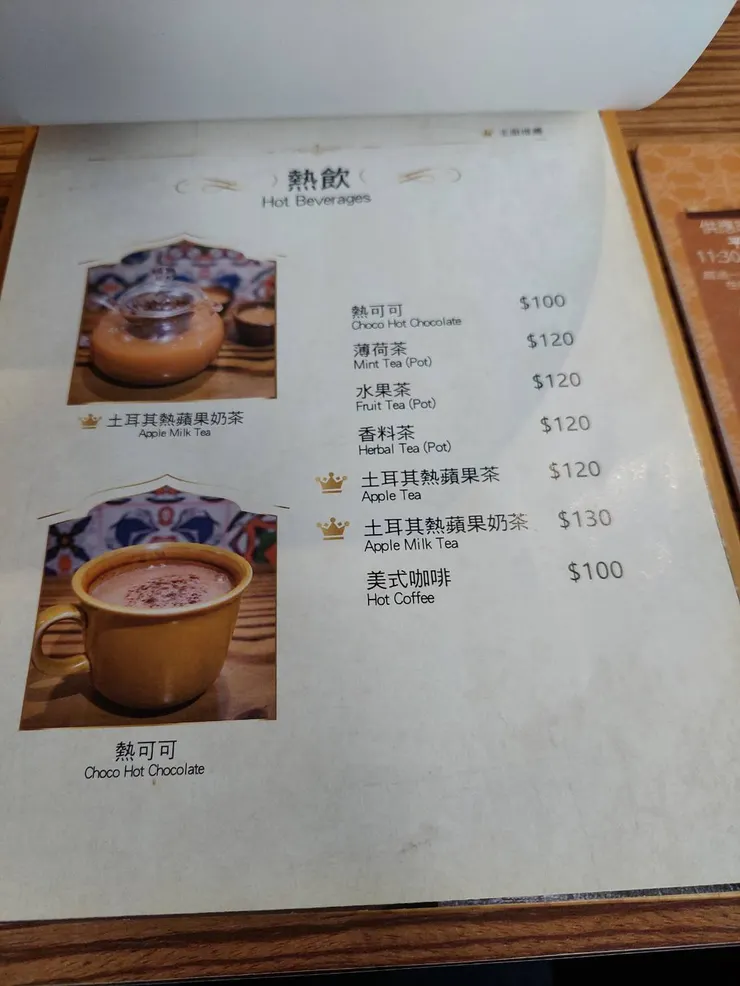 熱飲
Hot Beverages
土耳其熱蘋果奶茶
Apple Milk Tea
熱可可
Choco Hot Chocolate
熱可可 $100
Choco Hot Chocolate
薄荷茶 $120
Mint Tea (Pot)
水果茶 $120
Fruit Tea (Pot)
香料茶 $120
Herbal Tea (Pot)
土耳其熱蘋果茶 $120
Apple Tea
土耳其熱蘋果奶茶 $130
Apple Milk Tea
美式咖啡 $100
Hot Coffee
供應
11:30